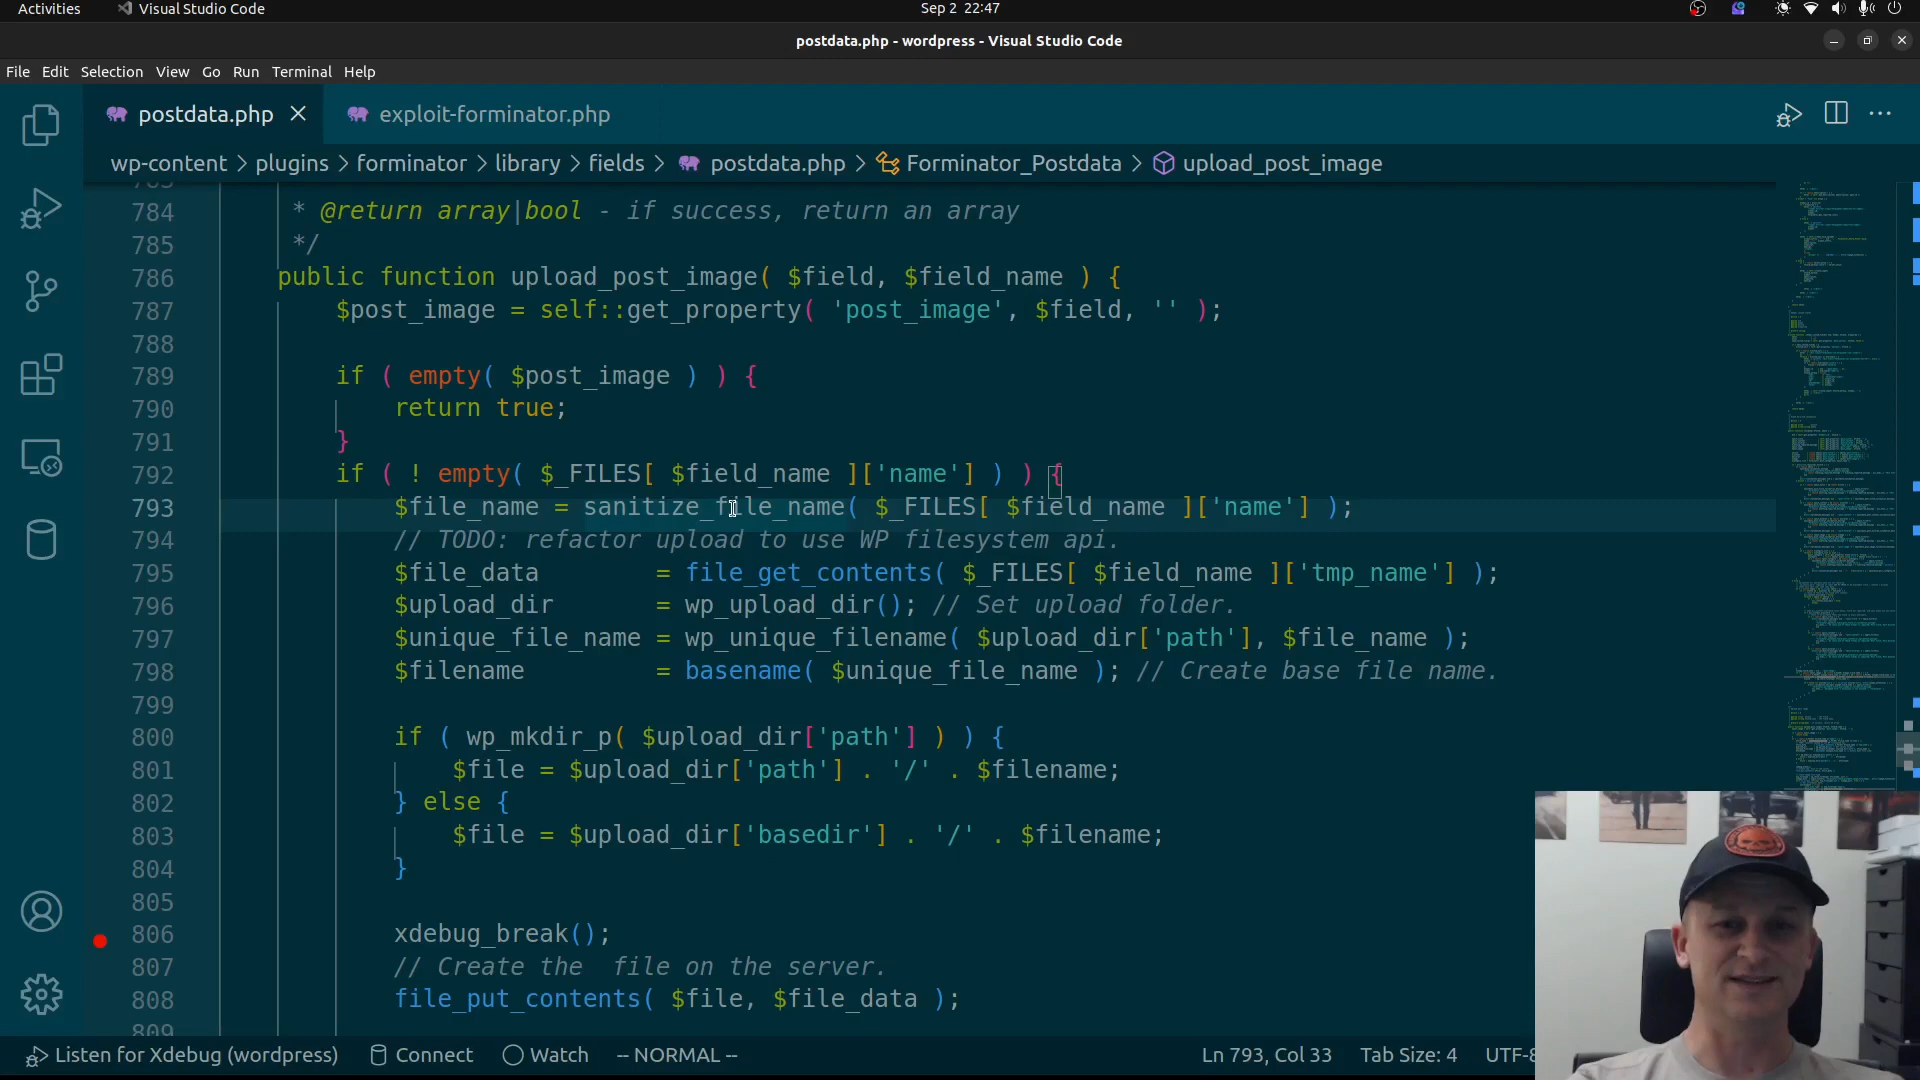 Activities Visual Studio Code Sep 2 22:47
postdata.php - wordpress - Visual Studio Code
File Edit Selection View Go Run Terminal Help
postdata.php exploit-forminator.php
wp-content > plugins > forminator > library > fields > postdata.php > Forminator_Postdata > upload_post_image
784 * @return array|bool - if success, return an array
785 */
786 public function upload_post_image( $field, $field_name ) {
787 $post_image = self::get_property( 'post_image', $field, '' );
788
789 if ( empty( $post_image ) ) {
790 return true;
791 }
792 if ( ! empty( $_FILES[ $field_name ]['name'] ) ) {
793 $file_name = sanitize_file_name( $_FILES[ $field_name ]['name'] );
794 // TODO: refactor upload to use WP filesystem api.
795 $file_data = file_get_contents( $_FILES[ $field_name ]['tmp_name'] );
796 $upload_dir = wp_upload_dir(); // Set upload folder.
797 $unique_file_name = wp_unique_filename( $upload_dir['path'], $file_name );
798 $filename = basename( $unique_file_name ); // Create base file name.
799
800 if ( wp_mkdir_p( $upload_dir['path'] ) ) {
801 $file = $upload_dir['path'] . '/' . $filename;
802 } else {
803 $file = $upload_dir['basedir'] . '/' . $filename;
804 }
805
806 xdebug_break();
807 // Create the  file on the server.
808 file_put_contents( $file, $file_data );
809
Listen for Xdebug (wordpress) Connect Watch -- NORMAL -- Ln 793, Col 33 Tab Size: 4 UTF-8